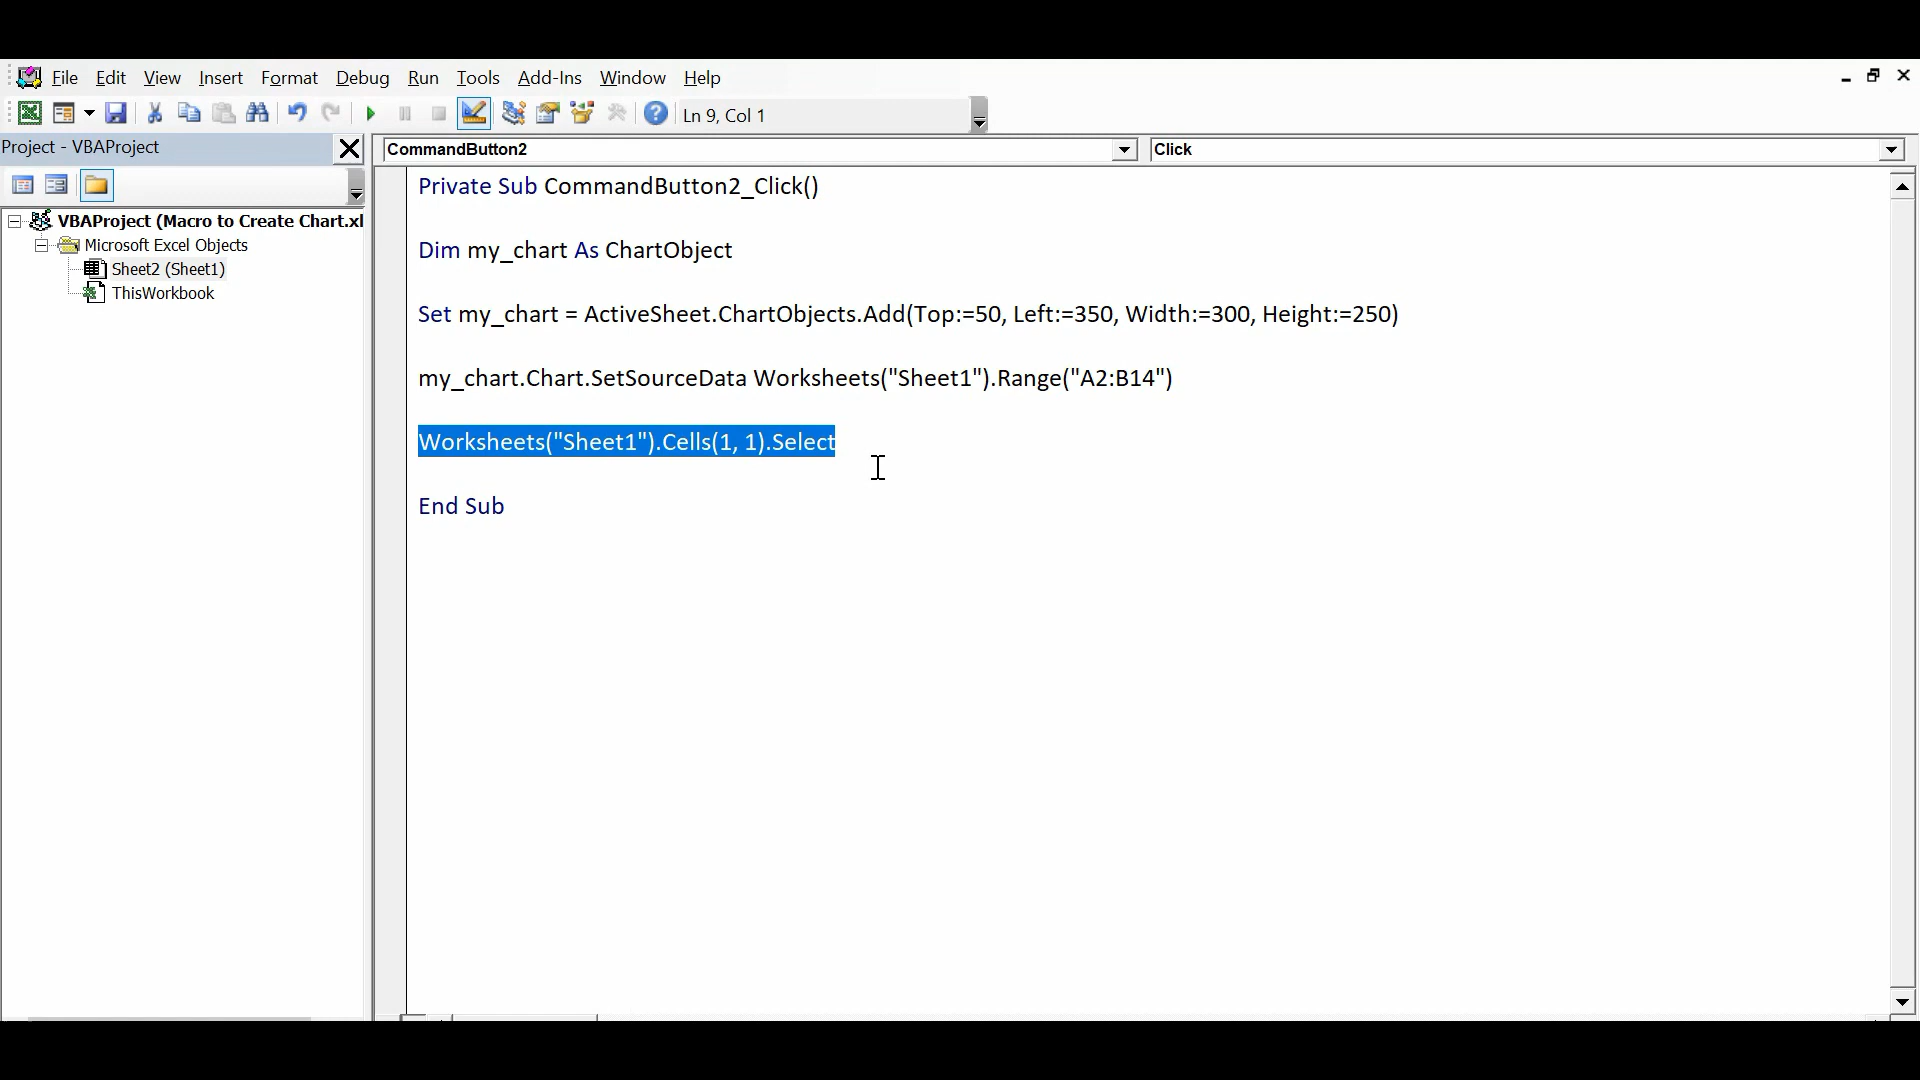 File Edit View Insert Format Debug Run Tools Add-Ins Window Help
Ln 9, Col 1
Project - VBAProject
CommandButton2 Click
VBAProject (Macro to Create Chart.xl
Microsoft Excel Objects
Sheet2 (Sheet1)
ThisWorkbook
Private Sub CommandButton2_Click()
Dim my_chart As ChartObject
Set my_chart = ActiveSheet.ChartObjects.Add(Top:=50, Left:=350, Width:=300, Height:=250)
my_chart.Chart.SetSourceData Worksheets("Sheet1").Range("A2:B14")
Worksheets("Sheet1").Cells(1, 1).Select
End Sub